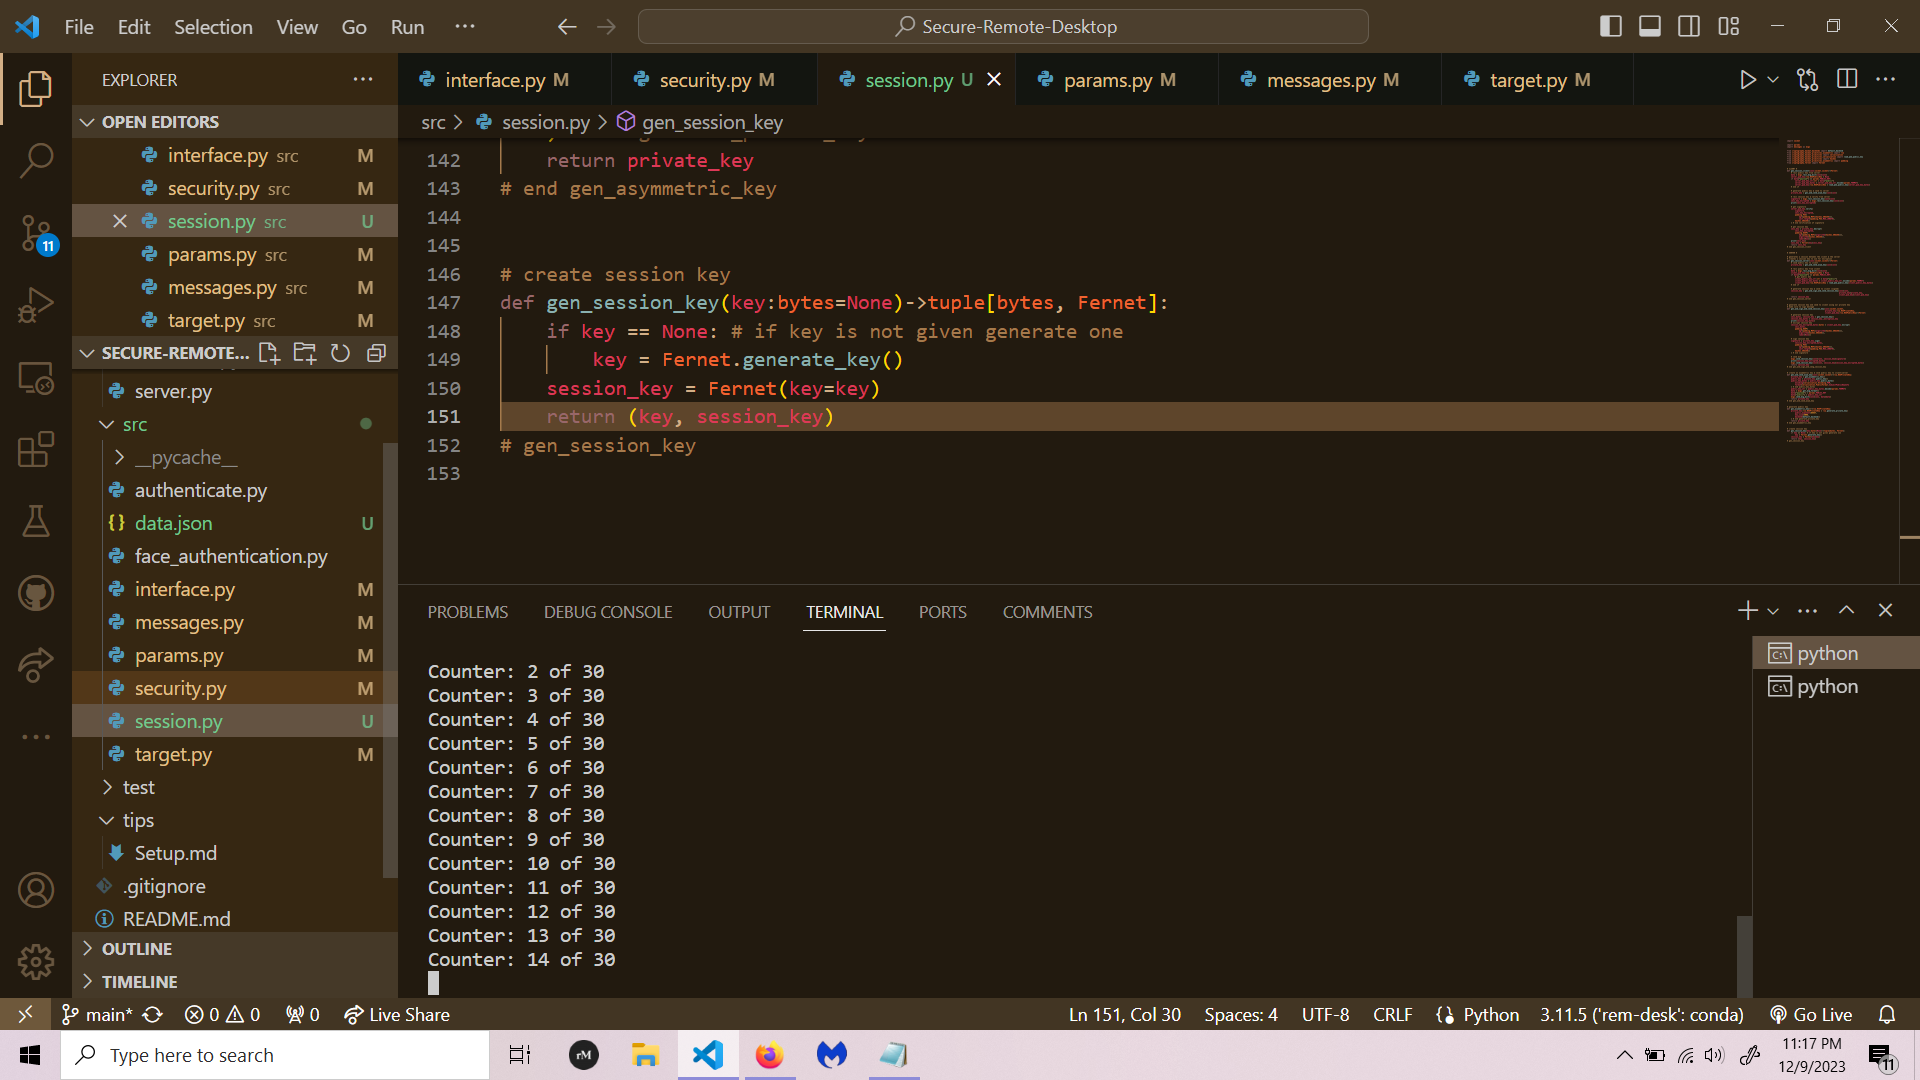 File Edit Selection View Go Run ··· Secure-Remote-Desktop
EXPLORER
OPEN EDITORS
interface.py src M
security.py src M
session.py src U
params.py src M
messages.py src M
target.py src M
SECURE-REMOTE...
server.py
src
__pycache__
authenticate.py
{} data.json U
face_authentication.py
interface.py M
messages.py M
params.py M
security.py M
session.py U
target.py M
test
tips
Setup.md
.gitignore
README.md
OUTLINE
TIMELINE
11
interface.py M security.py M session.py U params.py M messages.py M target.py M
src > session.py > gen_session_key
142 return private_key
143 # end gen_asymmetric_key
144
145
146 # create session key
147 def gen_session_key(key:bytes=None)->tuple[bytes, Fernet]:
148 if key == None: # if key is not given generate one
149 key = Fernet.generate_key()
150 session_key = Fernet(key=key)
151 return (key, session_key)
152 # gen_session_key
153
PROBLEMS DEBUG CONSOLE OUTPUT TERMINAL PORTS COMMENTS
Counter: 2 of 30
Counter: 3 of 30
Counter: 4 of 30
Counter: 5 of 30
Counter: 6 of 30
Counter: 7 of 30
Counter: 8 of 30
Counter: 9 of 30
Counter: 10 of 30
Counter: 11 of 30
Counter: 12 of 30
Counter: 13 of 30
Counter: 14 of 30
python
python
main* 0 0 0 Live Share Ln 151, Col 30 Spaces: 4 UTF-8 CRLF Python 3.11.5 ('rem-desk': conda) Go Live
Type here to search
rM
11:17 PM
12/9/2023
11